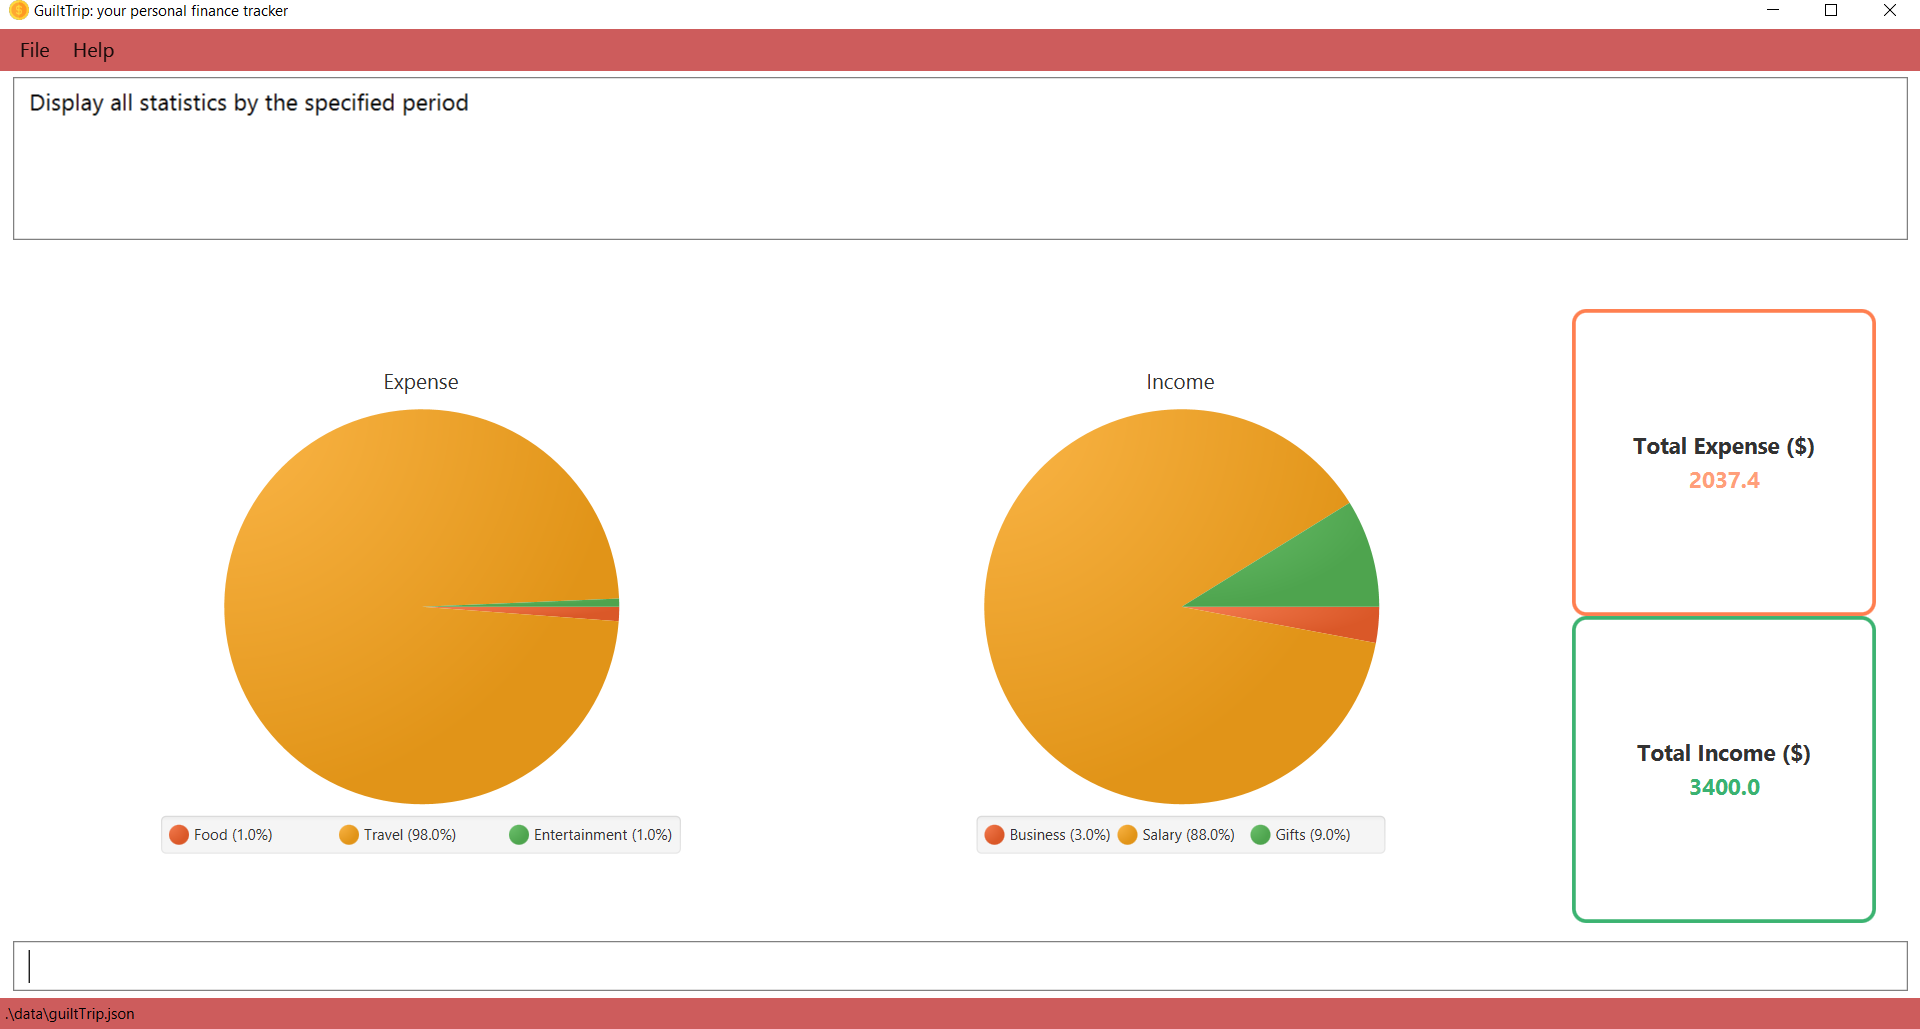 GuiltTrip: your personal finance tracker
File Help
Display all statistics by the specified period
Expense
Food (1.0%) Travel (98.0%) Entertainment (1.0%)
Income
Business (3.0%) Salary (88.0%) Gifts (9.0%)
Total Expense ($)
2037.4
Total Income ($)
3400.0
.\data\guiltTrip.json